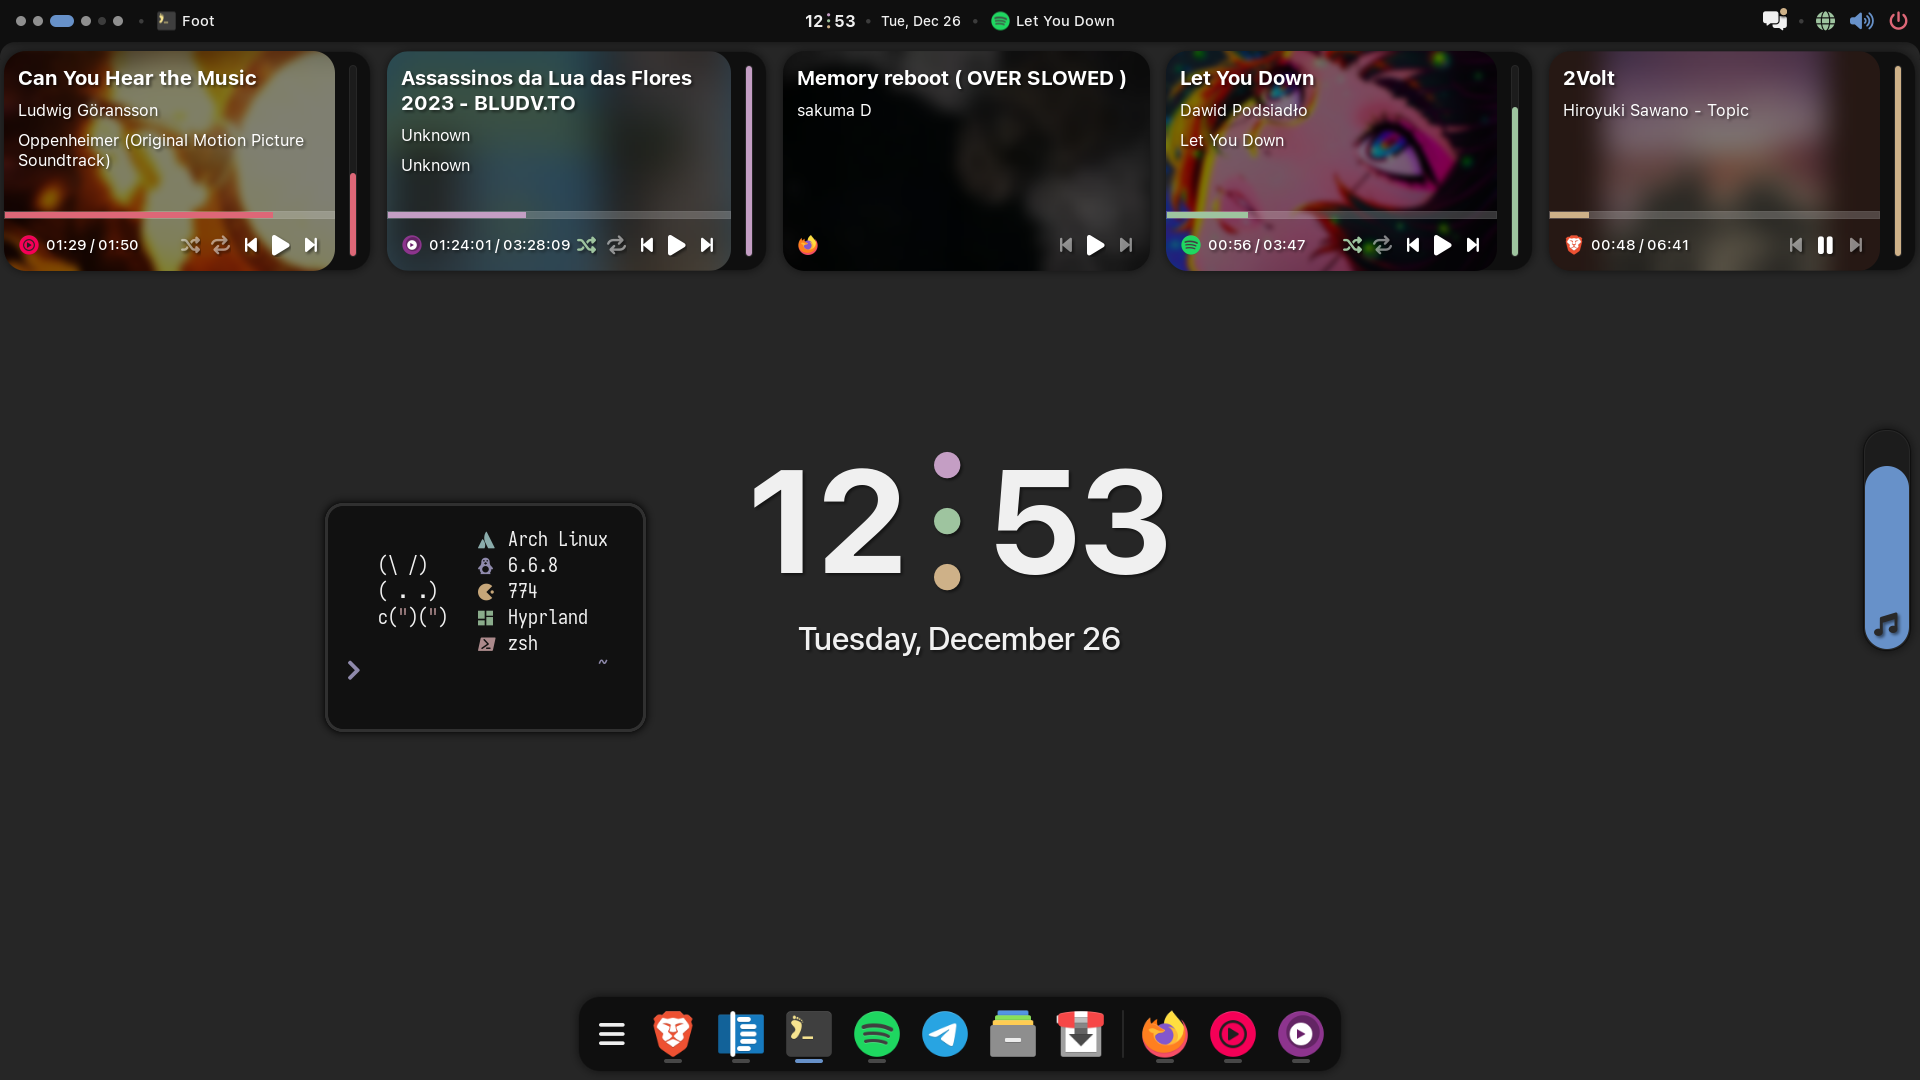 Foot
12:53
Tue, Dec 26
Let You Down
Can You Hear the Music
Ludwig Göransson
Oppenheimer (Original Motion Picture
Soundtrack)
01:29 / 01:50
Assassinos da Lua das Flores
2023 - BLUDV.TO
Unknown
Unknown
01:24:01 / 03:28:09
Memory reboot ( OVER SLOWED )
sakuma D
Let You Down
Dawid Podsiadło
Let You Down
00:56 / 03:47
2Volt
Hiroyuki Sawano - Topic
00:48 / 06:41
12:53
Tuesday, December 26
Arch Linux
(\ /) 6.6.8
( . .) 774
c(")(") Hyprland
zsh
~